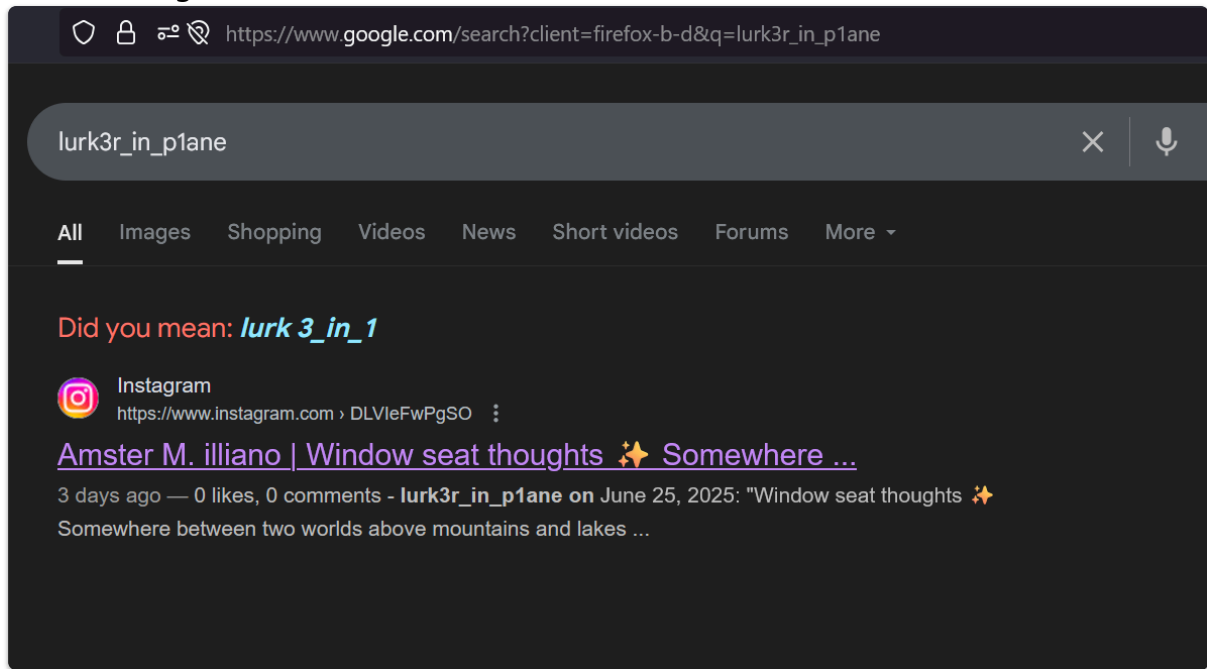 https://www.google.com/search?client=firefox-b-d&q=lurk3r_in_p1ane
lurk3r_in_p1ane
All Images Shopping Videos News Short videos Forums More
Did you mean: lurk 3_in_1
Instagram
https://www.instagram.com › DLVIeFwPgSO
Amster M. illiano | Window seat thoughts ✨ Somewhere ...
3 days ago — 0 likes, 0 comments - lurk3r_in_p1ane on June 25, 2025: "Window seat thoughts ✨
Somewhere between two worlds above mountains and lakes ...